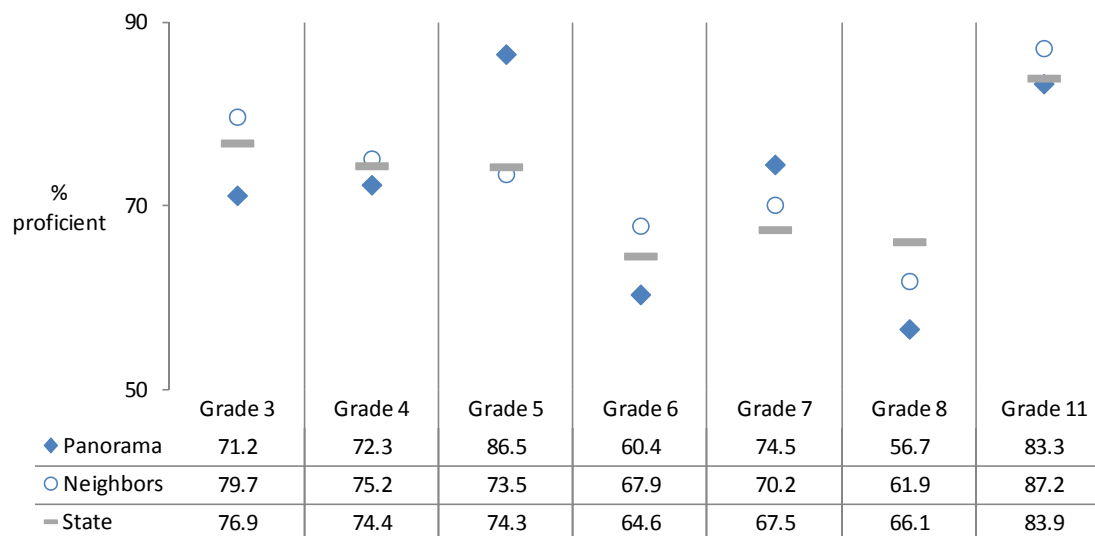 90
%
proficient
70
50
Grade 3 Grade 4 Grade 5 Grade 6 Grade 7 Grade 8 Grade 11
Panorama 71.2 72.3 86.5 60.4 74.5 56.7 83.3
Neighbors 79.7 75.2 73.5 67.9 70.2 61.9 87.2
State 76.9 74.4 74.3 64.6 67.5 66.1 83.9